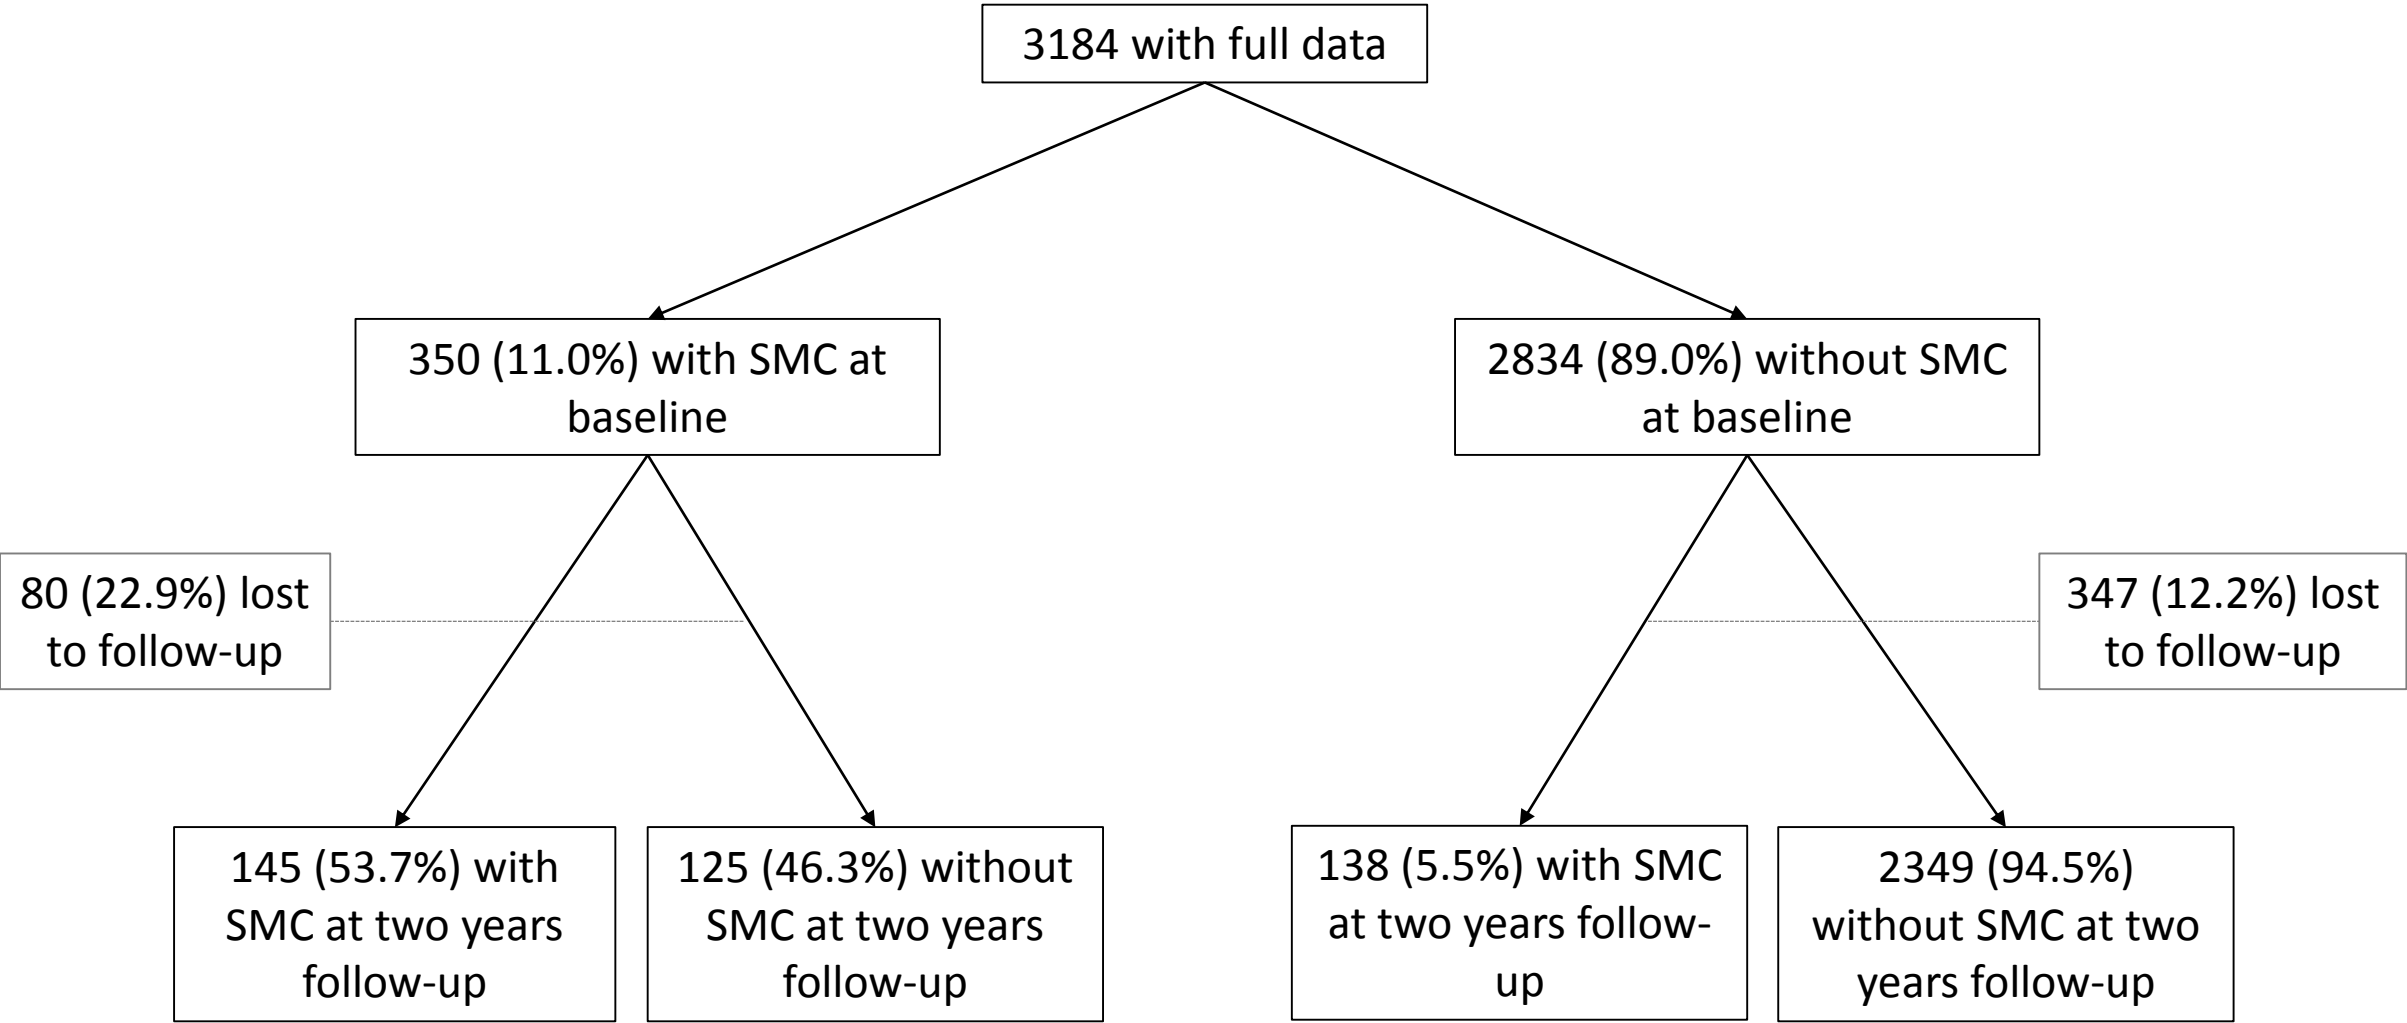 3184 with full data
350 (11.0%) with SMC at
baseline
2834 (89.0%) without SMC
at baseline
80 (22.9%) lost
to follow-up
347 (12.2%) lost
to follow-up
145 (53.7%) with
SMC at two years
follow-up
125 (46.3%) without
SMC at two years
follow-up
138 (5.5%) with SMC
at two years follow-
up
2349 (94.5%)
without SMC at two
years follow-up